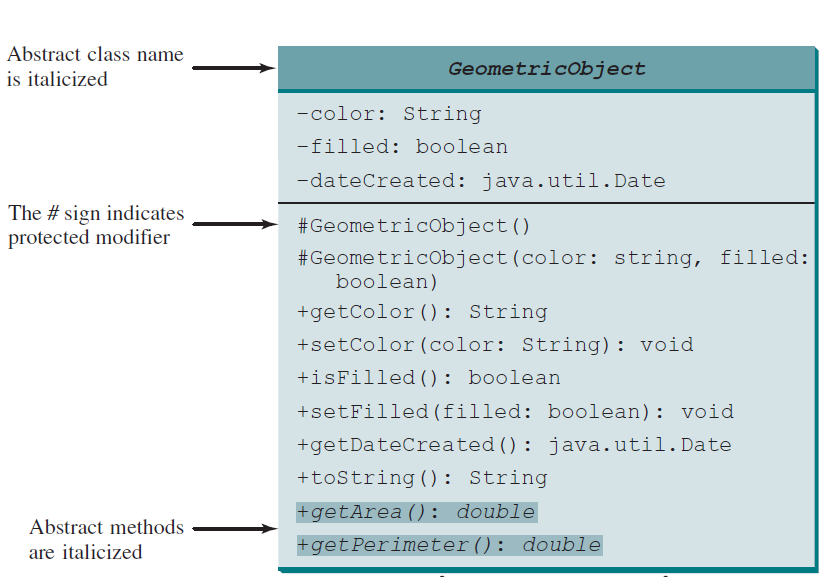 Abstract class name
is italicized
GeometricObject
-color: String
-filled: boolean
-dateCreated: java.util.Date
The # sign indicates
protected modifier
#GeometricObject()
#GeometricObject(color: string, filled:
boolean)
+getColor(): String
+setColor(color: String): void
+isFilled(): boolean
+setFilled(filled: boolean): void
+getDateCreated(): java.util.Date
+toString(): String
+getArea(): double
+getPerimeter(): double
Abstract methods
are italicized